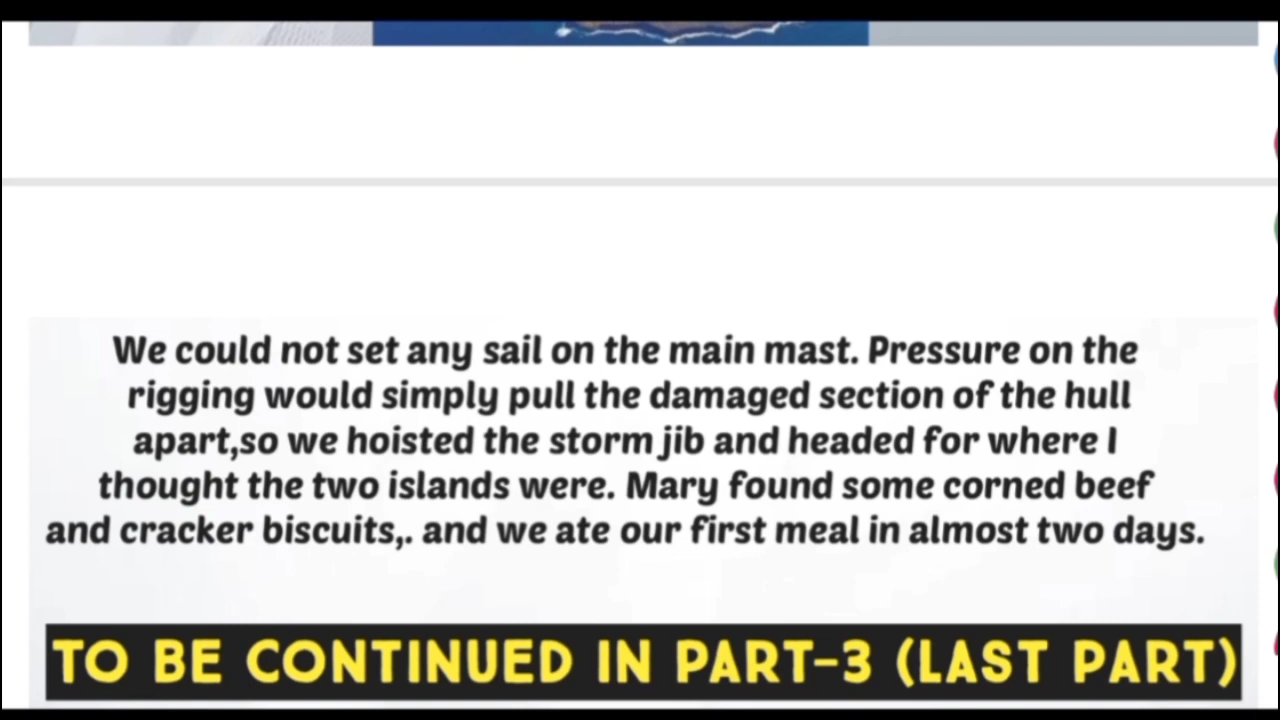 We could not set any sail on the main mast. Pressure on the
rigging would simply pull the damaged section of the hull
apart,so we hoisted the storm jib and headed for where I
thought the two islands were. Mary found some corned beef
and cracker biscuits,. and we ate our first meal in almost two days.
TO BE CONTINUED IN PART-3 (LAST PART)